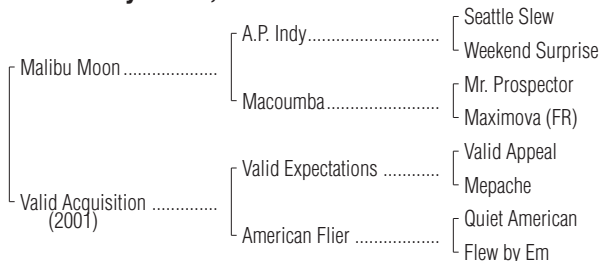 Seattle Slew
A.P. Indy
Weekend Surprise
Malibu Moon
Mr. Prospector
Macoumba
Maximova (FR)
Valid Appeal
Valid Expectations
Mepache
Valid Acquisition
(2001)
Quiet American
American Flier
Flew by Em